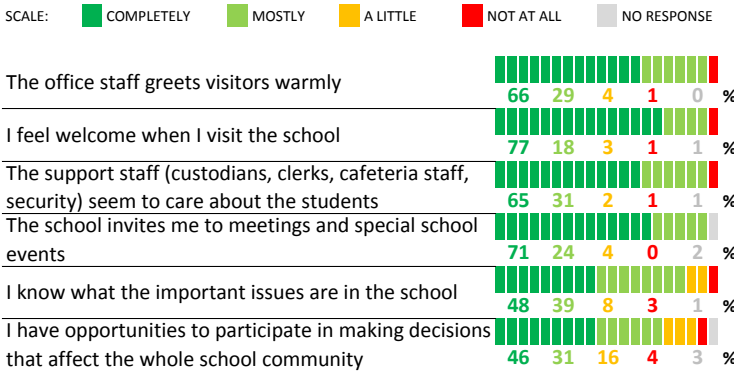 SCALE: COMPLETELY MOSTLY A LITTLE NOT AT ALL NO RESPONSE
The office staff greets visitors warmly
66 29 4 1 0 %
I feel welcome when I visit the school
77 18 3 1 1 %
The support staff (custodians, clerks, cafeteria staff,
security) seem to care about the students
65 31 2 1 1 %
The school invites me to meetings and special school
events
71 24 4 0 2 %
I know what the important issues are in the school
48 39 8 3 1 %
I have opportunities to participate in making decisions
that affect the whole school community
46 31 16 4 3 %